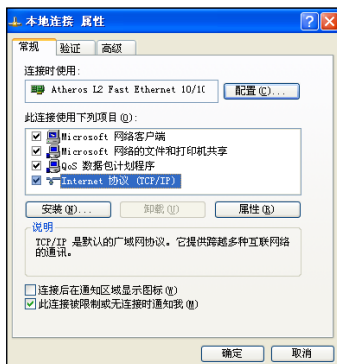 本地连接 属性
常规 验证 高级
连接时使用:
Atheros L2 Fast Ethernet 10/10 配置(C)...
此连接使用下列项目(O):
Microsoft 网络客户端
Microsoft 网络的文件和打印机共享
QoS 数据包计划程序
Internet 协议 (TCP/IP)
安装(N)... 卸载(U) 属性(R)
说明
TCP/IP 是默认的广域网协议。它提供跨越多种互联网络
的通讯。
连接后在通知区域显示图标(W)
此连接被限制或无连接时通知我(M)
确定 取消